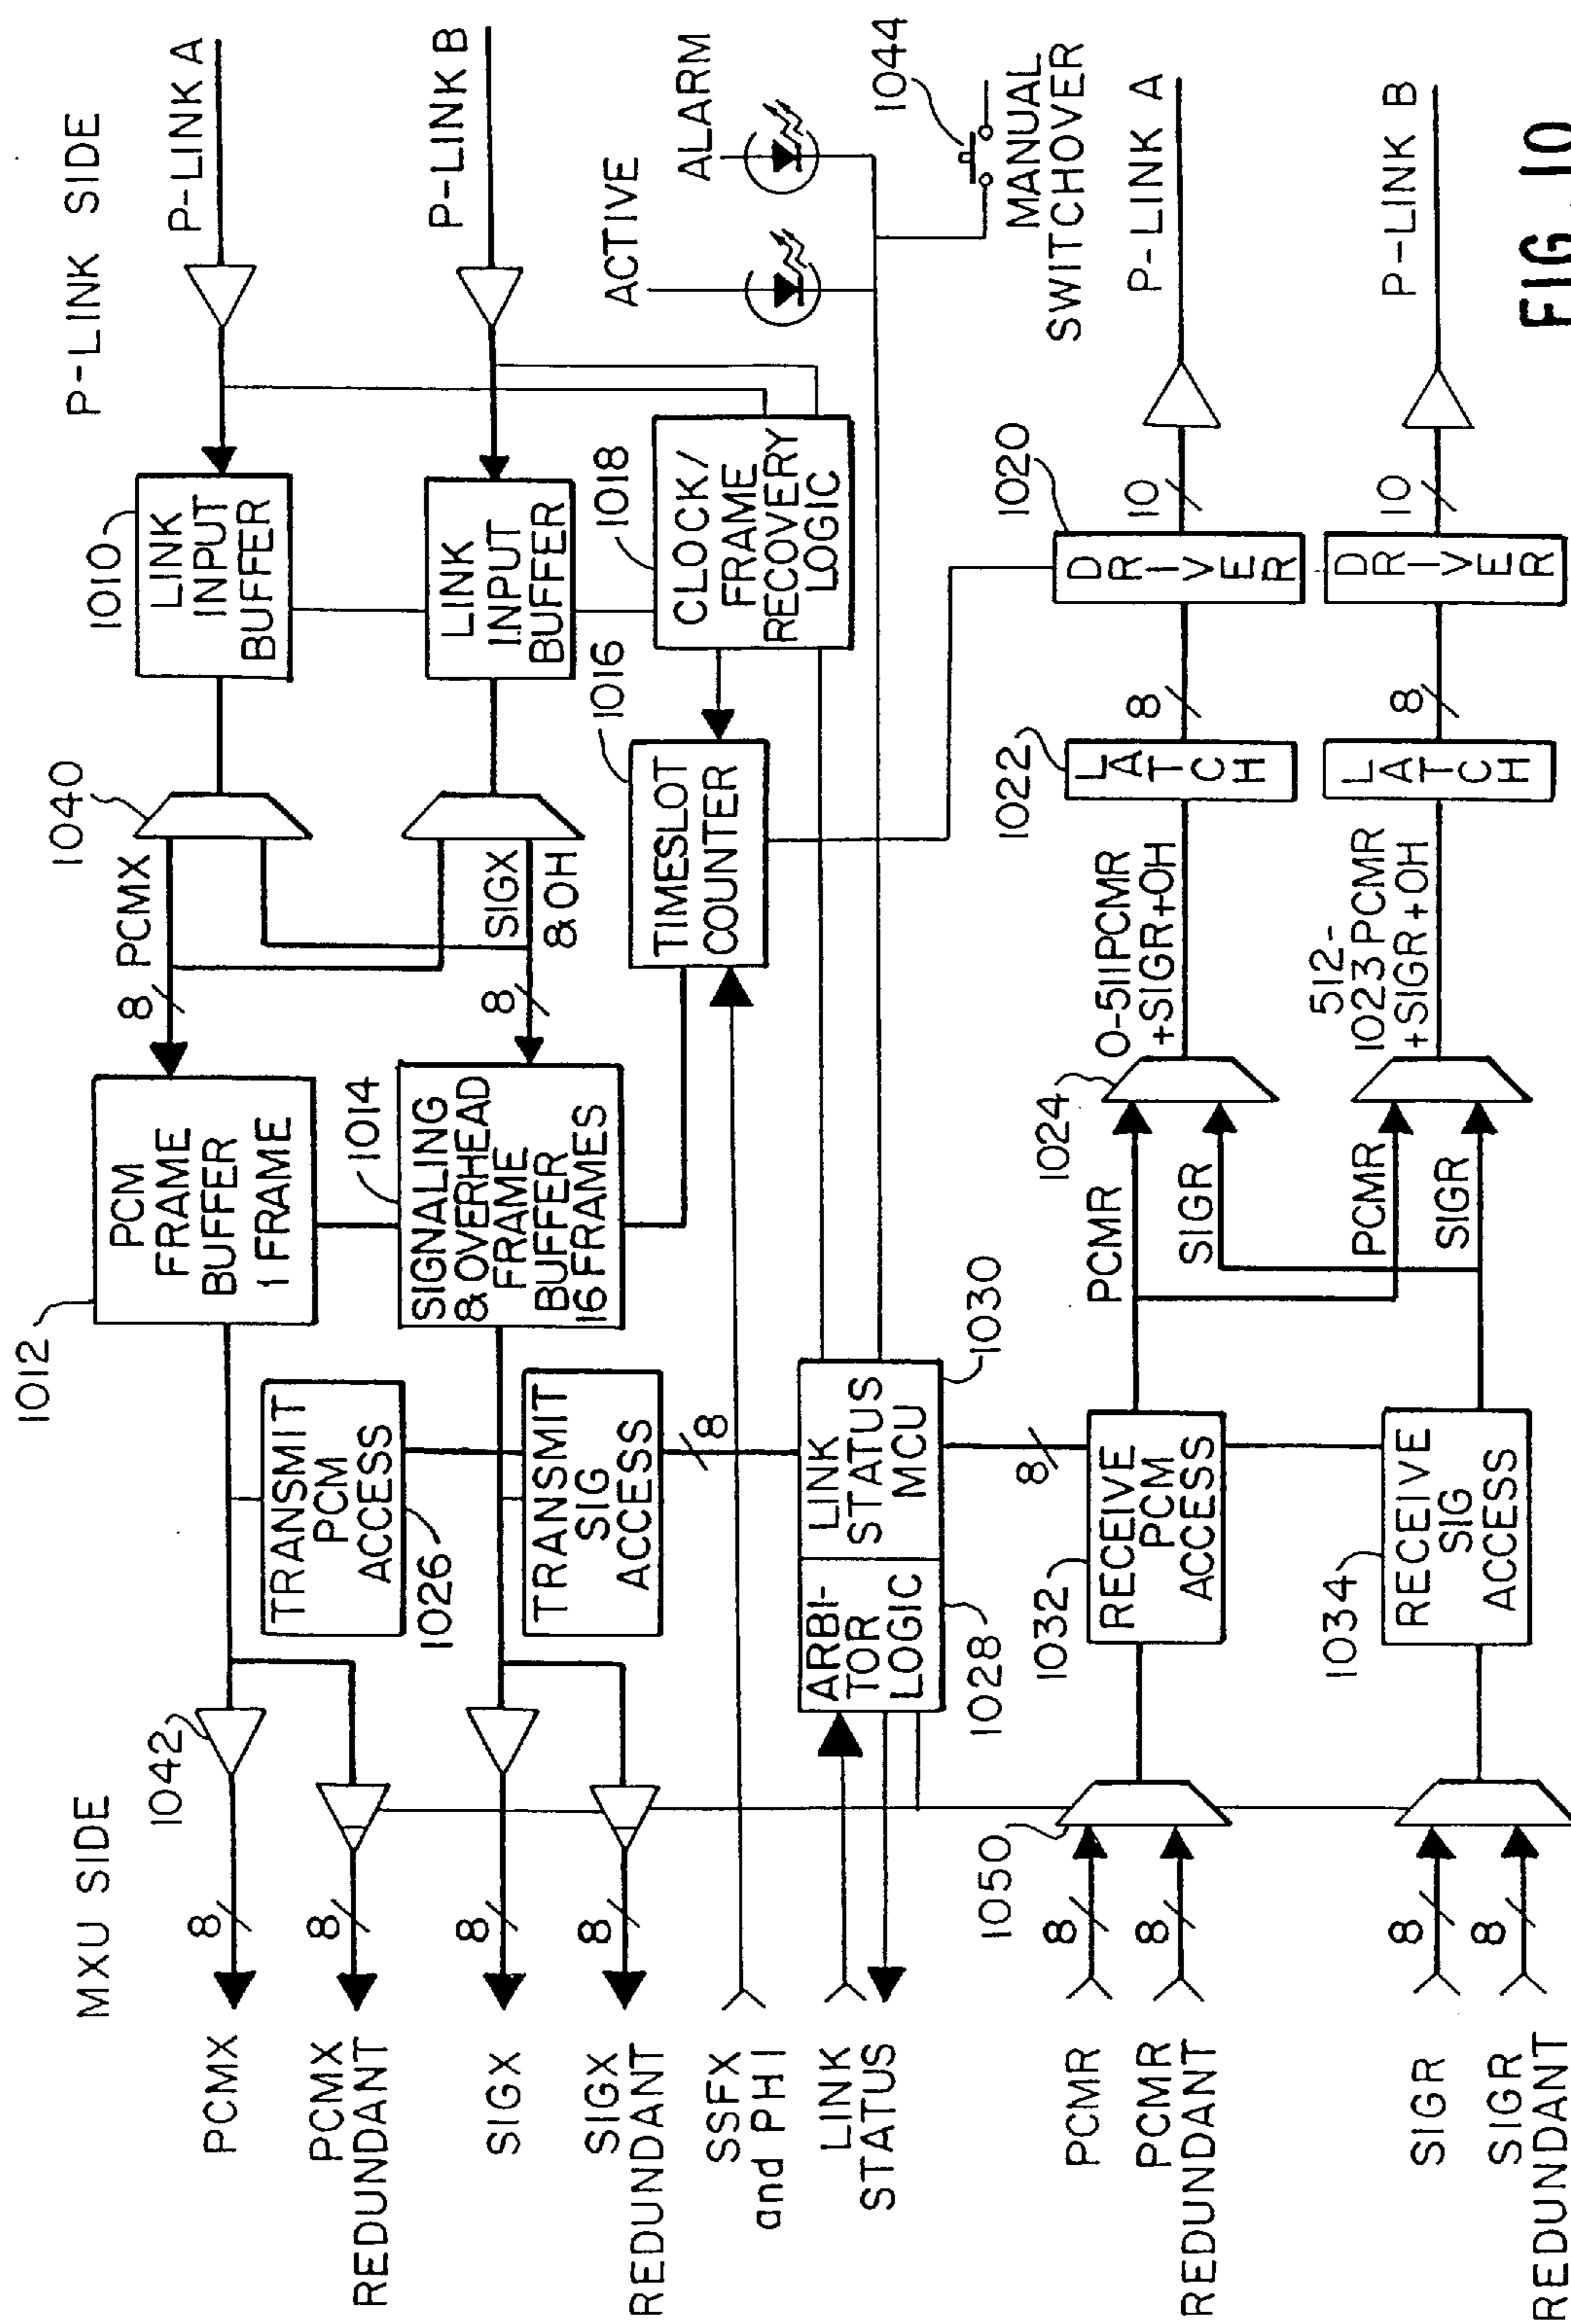 MXU SIDE
P-LINK SIDE
PCMX
8
1042
1012
PCM
FRAME
BUFFER
1 FRAME
8
PCMX
1040
1010
LINK
INPUT
BUFFER
P-LINK A
PCMX
REDUNDANT
8
TRANSMIT
PCM
ACCESS
1026
SIGX
8
SIGNALING
& OVERHEAD
FRAME
BUFFER
16 FRAMES
1014
8
SIGX
& OH
LINK
INPUT
BUFFER
P-LINK B
SIGX
REDUNDANT
8
TRANSMIT
SIG
ACCESS
8
TIMESLOT
COUNTER
1016
CLOCK/
FRAME
RECOVERY
LOGIC
1018
ACTIVE
ALARM
SSFX
and PHI
LINK
STATUS
ARBI-
TOR
LOGIC
1028
LINK
STATUS
MCU
1030
1044
MANUAL
SWITCHOVER
PCMR
8
PCMR
REDUNDANT
8
1050
1032
RECEIVE
PCM
ACCESS
8
PCMR
SIGR
1024
0-511PCMR
+SIGR+OH
1022
LATCH
8
1020
DRIVER
10
P-LINK A
SIGR
8
SIGR
REDUNDANT
8
1034
RECEIVE
SIG
ACCESS
PCMR
SIGR
512-
1023PCMR
+SIGR+OH
LATCH
8
DRIVER
10
P-LINK B
FIG. 10